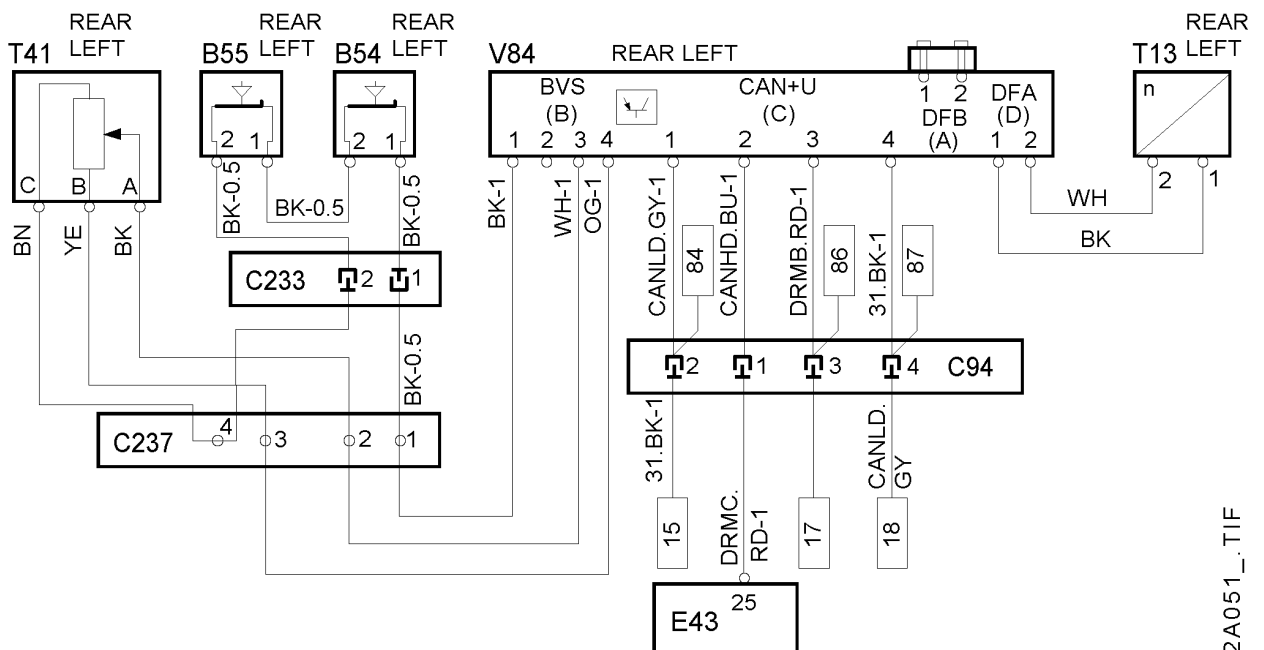 REAR LEFT
T41
C B A
BN
YE
BK
REAR LEFT
B55
2 1
REAR LEFT
B54
2 1
BK-0.5
BK-0.5
BK-0.5
C233 2 1
BK-0.5
C237 4 3 2 1
V84 REAR LEFT
BVS (B)
1 2 3 4
CAN+U (C)
1 2 3 4
1 2
DFB (A)
DFA (D)
1 2
BK-1
WH-1
OG-1
CANLD.GY-1
84
CANHD.BU-1
DRMB.RD-1
86
31.BK-1
87
REAR LEFT
T13
n
2 1
WH
BK
2 1 3 4 C94
31.BK-1
15
DRMC. RD-1
17
CANLD. GY
18
25
E43
2A051_.TIF